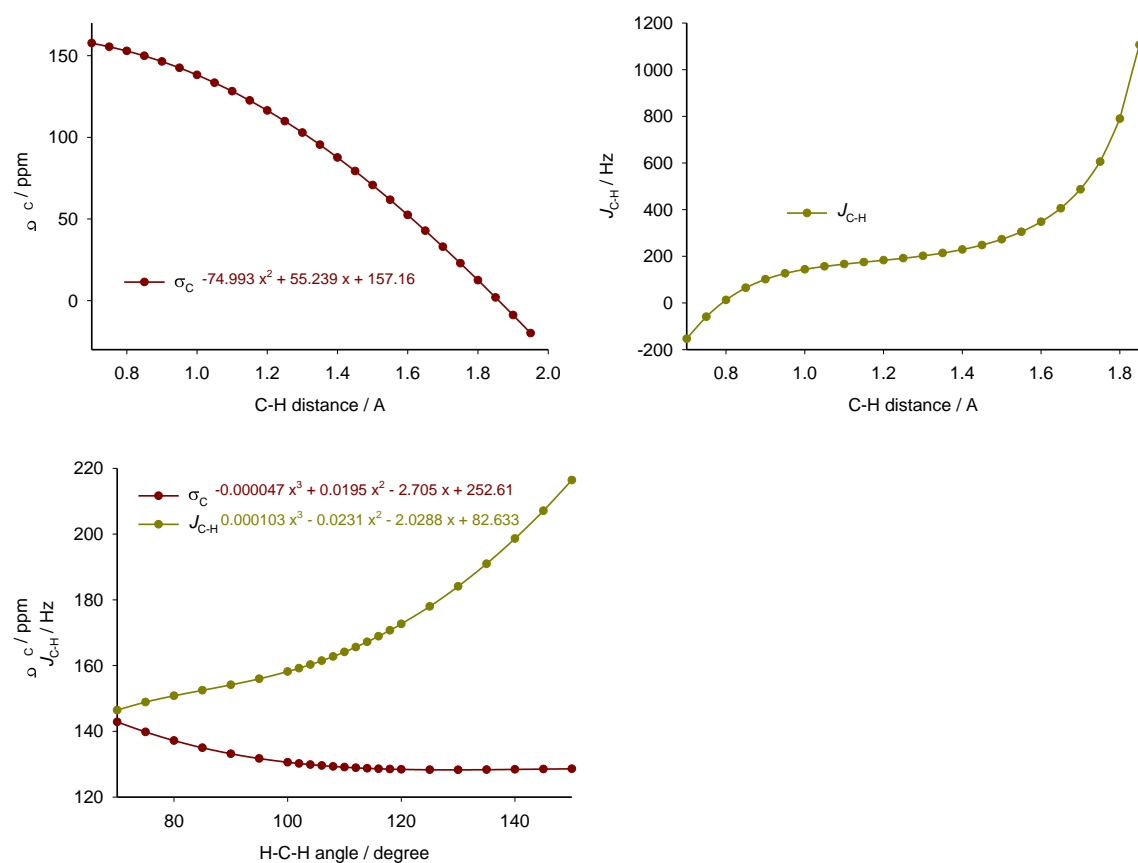 150
100
50
0
0.8 1.0 1.2 1.4 1.6 1.8 2.0
C-H distance / A
σ C / ppm
σC -74.993 x² + 55.239 x + 157.16
1200
1000
800
600
400
200
0
-200
0.8 1.0 1.2 1.4 1.6 1.8
C-H distance / A
JC-H / Hz
JC-H
220
200
180
160
140
120
80 100 120 140
H-C-H angle / degree
σ C / ppm
JC-H / Hz
σC -0.000047 x³ + 0.0195 x² - 2.705 x + 252.61
JC-H 0.000103 x³ - 0.0231 x² - 2.0288 x + 82.633